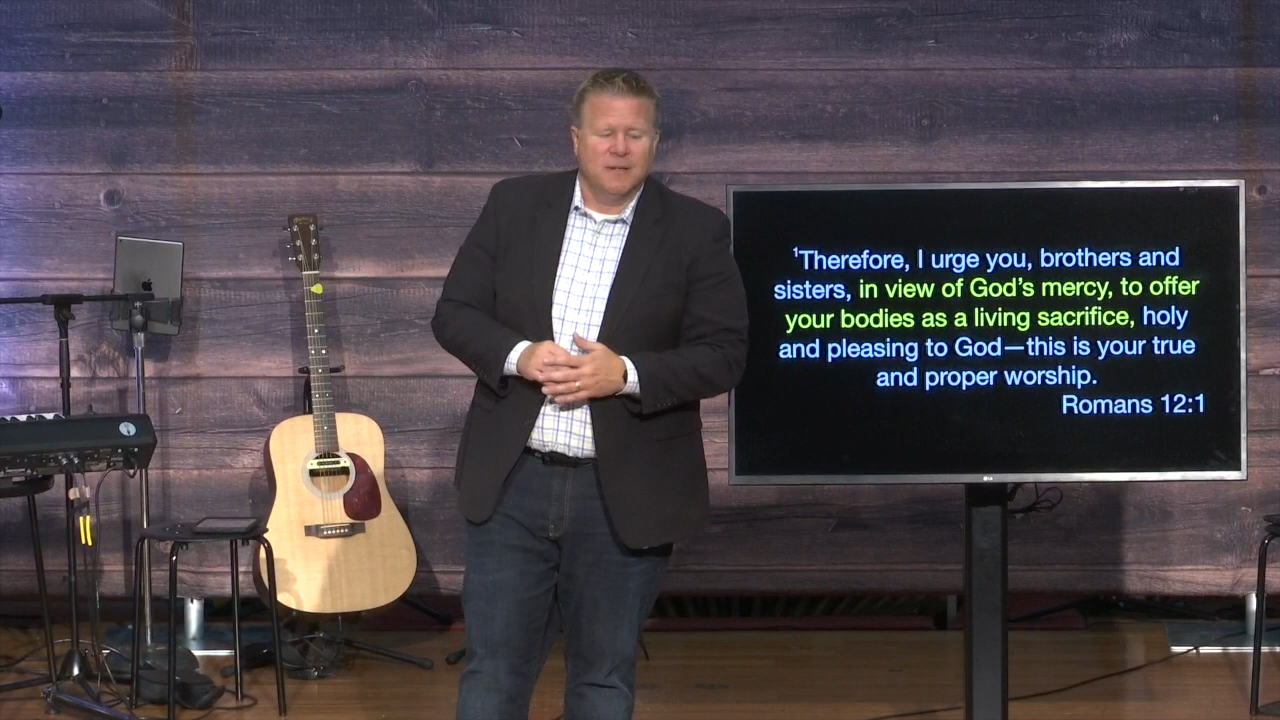 ¹Therefore, I urge you, brothers and
sisters, in view of God's mercy, to offer
your bodies as a living sacrifice, holy
and pleasing to God—this is your true
and proper worship.
Romans 12:1
LG